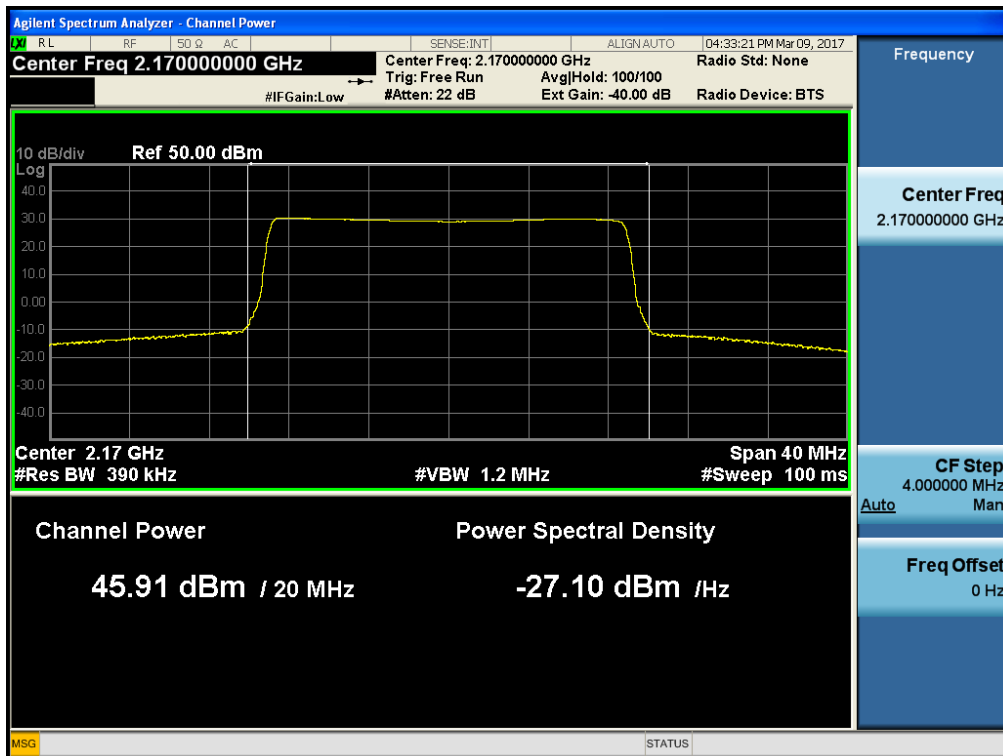 Agilent Spectrum Analyzer - Channel Power
LXI RL RF 50 Ω AC SENSE:INT ALIGN AUTO 04:33:21 PM Mar 09, 2017
Center Freq 2.170000000 GHz
Center Freq: 2.170000000 GHz Radio Std: None
Trig: Free Run Avg|Hold: 100/100
#IFGain:Low #Atten: 22 dB Ext Gain: -40.00 dB Radio Device: BTS
10 dB/div Ref 50.00 dBm
Log
40.0
30.0
20.0
10.0
0.00
-10.0
-20.0
-30.0
-40.0
Center 2.17 GHz Span 40 MHz
#Res BW 390 kHz #VBW 1.2 MHz #Sweep 100 ms
Channel Power Power Spectral Density
45.91 dBm / 20 MHz -27.10 dBm /Hz
MSG STATUS
Frequency
Center Freq
2.170000000 GHz
CF Step
4.000000 MHz
Auto Man
Freq Offset
0 Hz